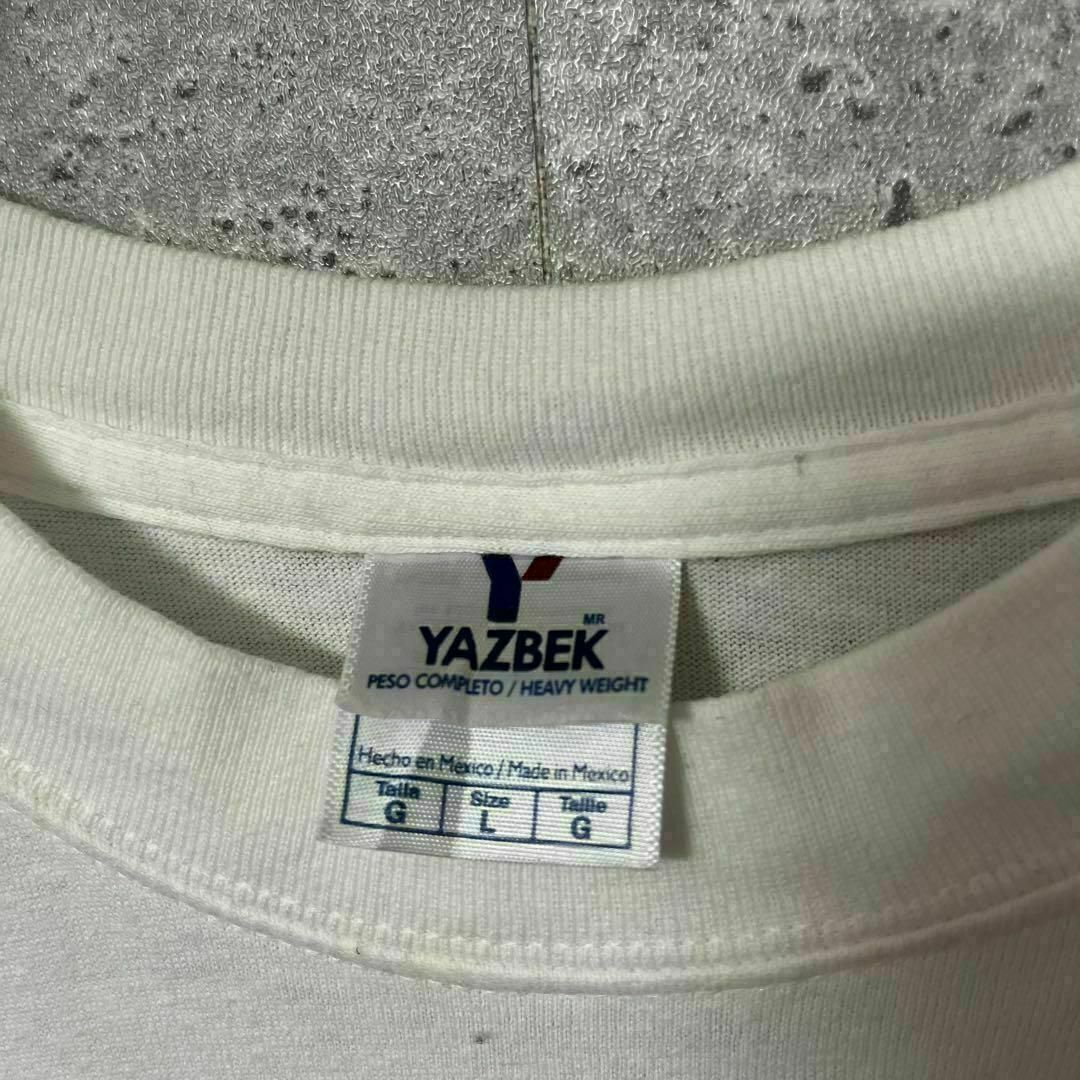 Y
MR
YAZBEK
PESO COMPLETO / HEAVY WEIGHT
Hecho en Mexico / Made in Mexico
Talla Size Taille
G L G